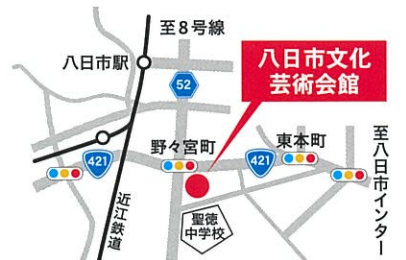 至8号線
八日市駅
八日市文化
芸術会館
52
野々宮町
東本町
421
421
至八日市インター
近江鉄道
聖徳
中学校